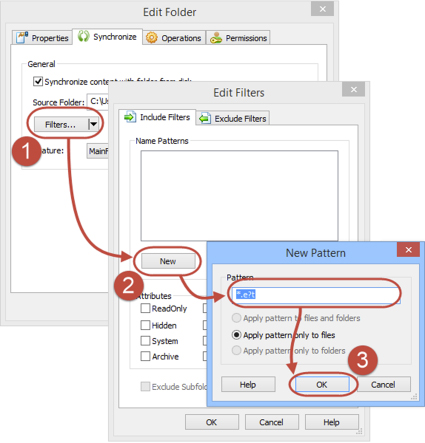 Edit Folder
Properties
Synchronize
Operations
Permissions
General
Synchronize content with folder from disk
Source Folder:
C:\Us
Filters...
1
ature:
MainF
Edit Filters
Include Filters
Exclude Filters
Name Patterns
New
2
Attributes
ReadOnly
Hidden
System
Archive
Exclude Subfol
OK
Cancel
Help
New Pattern
Pattern
*.e?t
Apply pattern to files and folders
Apply pattern only to files
Apply pattern only to folders
3
Help
OK
Cancel